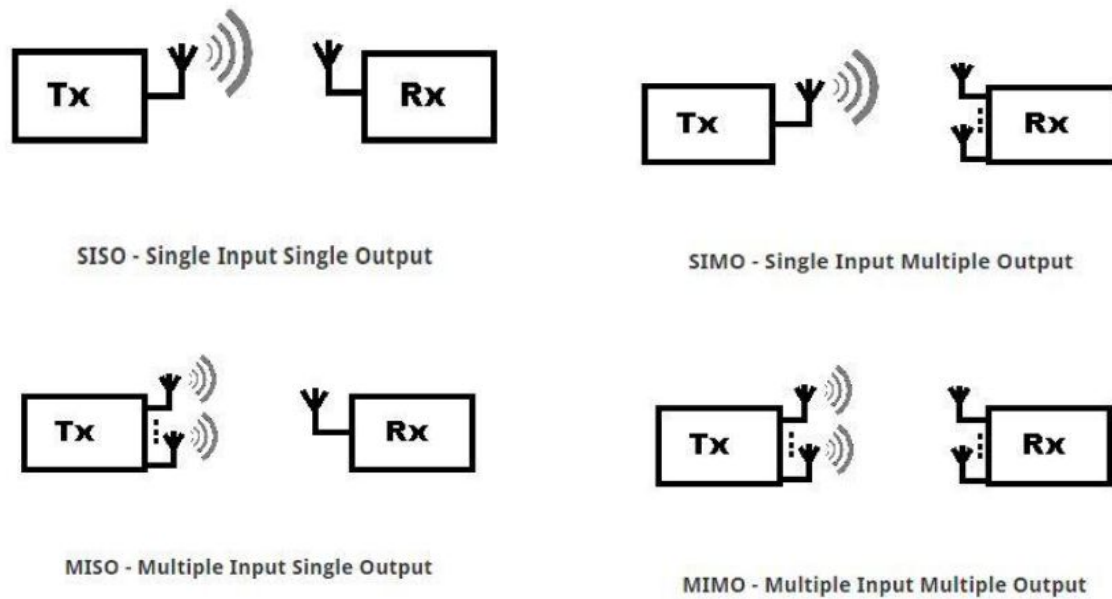 Tx
Rx
SISO - Single Input Single Output
Tx
Rx
SIMO - Single Input Multiple Output
Tx
Rx
MISO - Multiple Input Single Output
Tx
Rx
MIMO - Multiple Input Multiple Output